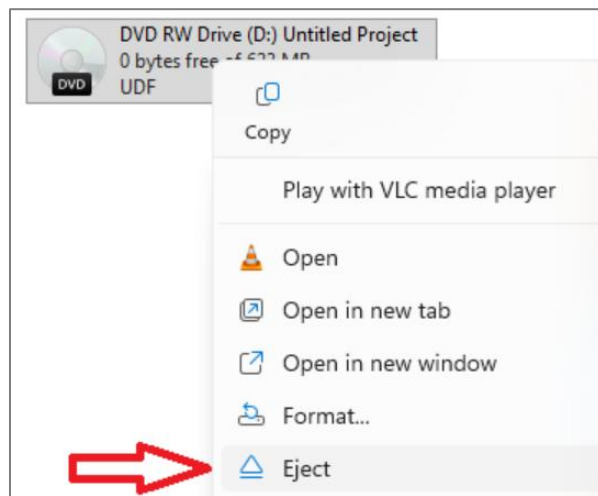 DVD RW Drive (D:) Untitled Project
0 bytes free of 623 MB
DVD
UDF
Copy
Play with VLC media player
Open
Open in new tab
Open in new window
Format...
Eject